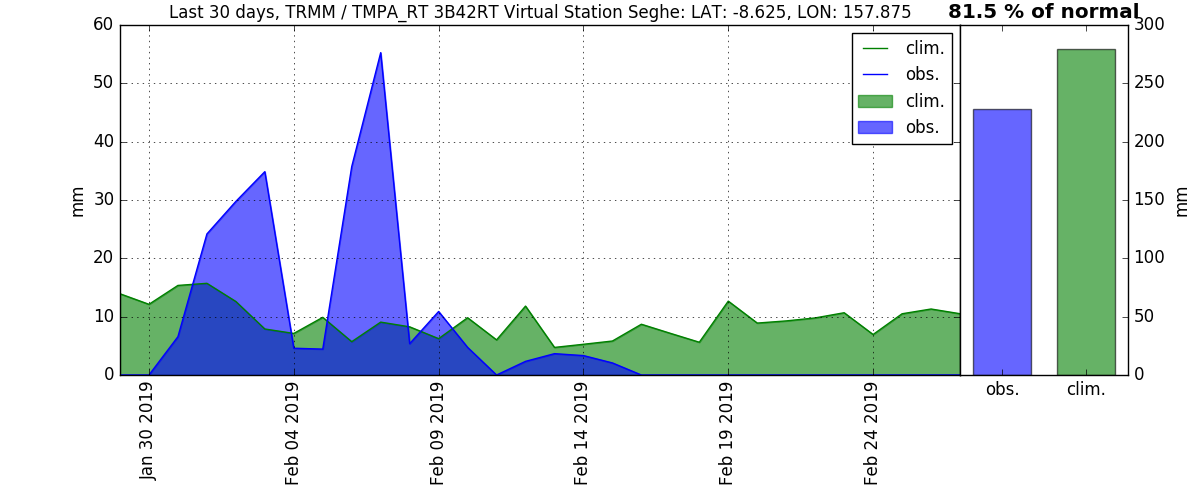 Last 30 days, TRMM / TMPA_RT 3B42RT Virtual Station Seghe: LAT: -8.625, LON: 157.875
81.5 % of normal
60
50
40
30
20
10
0
mm
clim.
obs.
clim.
obs.
300
250
200
150
100
50
0
mm
Jan 30 2019
Feb 04 2019
Feb 09 2019
Feb 14 2019
Feb 19 2019
Feb 24 2019
obs.
clim.